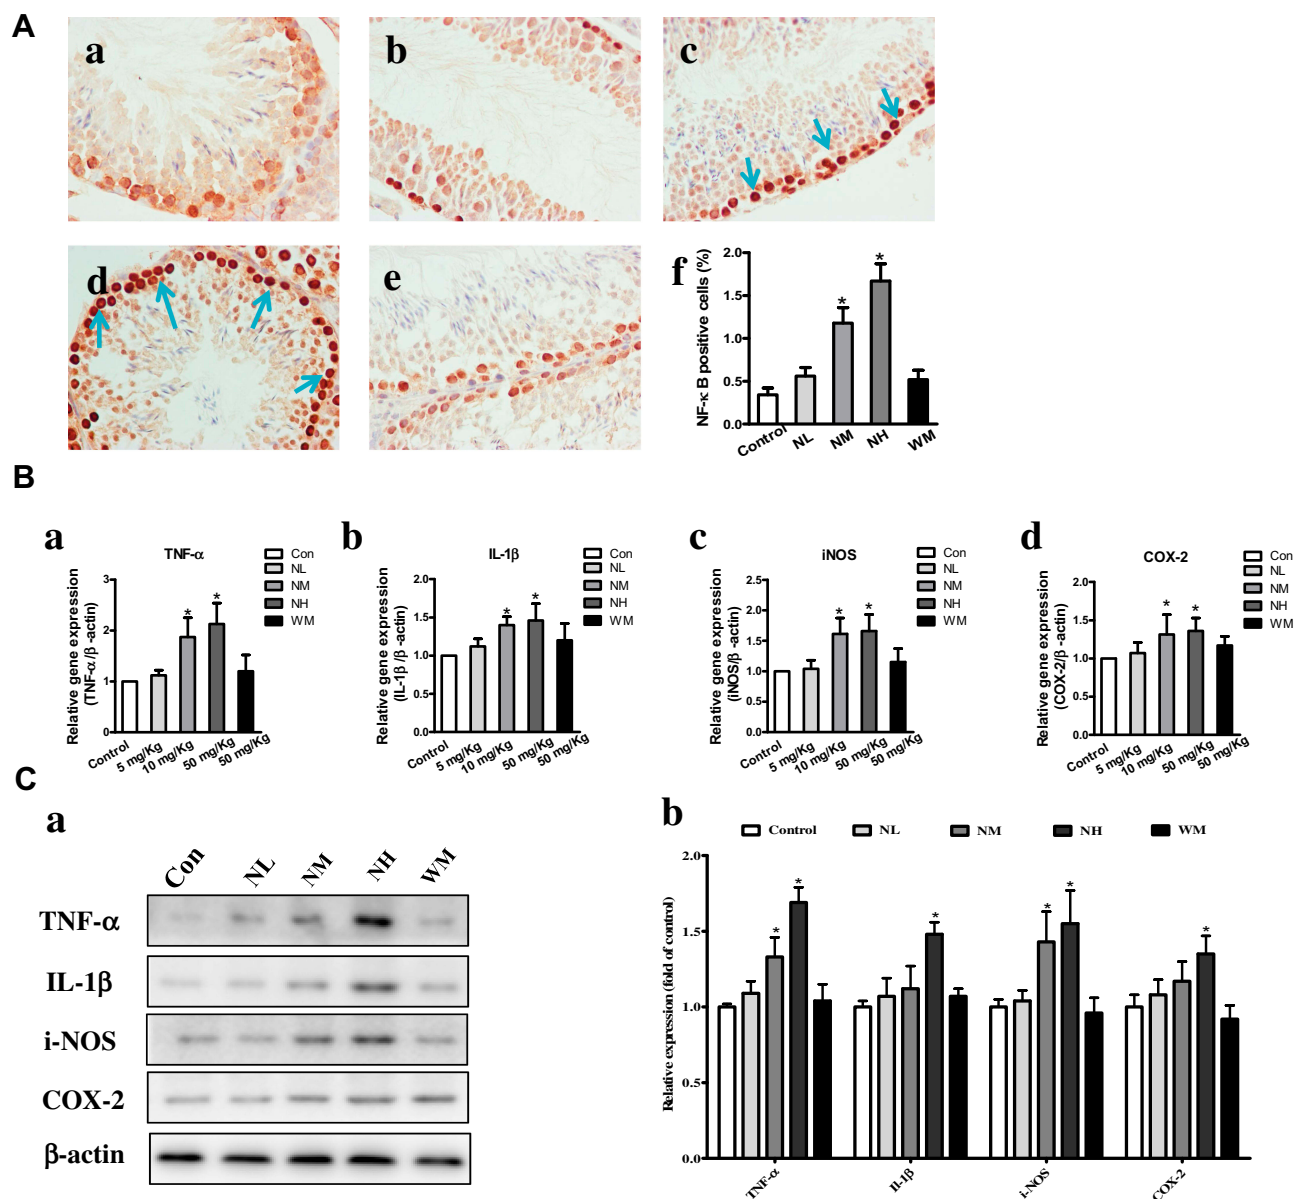 A
a
b
c
d
e
f
NF-κ B positive cells (%)
2.0
1.5
1.0
0.5
0.0
*
*
Control
NL
NM
NH
WM
B
a
TNF-α
Relative gene expression
(TNF-α/β -actin)
3
2
1
0
*
*
Control
5 mg/Kg
10 mg/Kg
50 mg/Kg
50 mg/Kg
Con
NL
NM
NH
WM
b
IL-1β
Relative gene expression
(IL-1β /β -actin)
2.0
1.5
1.0
0.5
0.0
*
*
Control
5 mg/Kg
10 mg/Kg
50 mg/Kg
50 mg/Kg
Con
NL
NM
NH
WM
c
iNOS
Relative gene expression
(iNOS/β -actin)
2.5
2.0
1.5
1.0
0.5
0.0
*
*
Control
5 mg/Kg
10 mg/Kg
50 mg/Kg
50 mg/Kg
Con
NL
NM
NH
WM
d
COX-2
Relative gene expression
(COX-2/β -actin)
2.0
1.5
1.0
0.5
0.0
*
*
Control
5 mg/Kg
10 mg/Kg
50 mg/Kg
50 mg/Kg
Con
NL
NM
NH
WM
C
a
Con
NL
NM
NH
WM
TNF-α
IL-1β
i-NOS
COX-2
β-actin
b
Control
NL
NM
NH
WM
Relative expression (fold of control)
2.0
1.5
1.0
0.5
0.0
*
*
*
*
*
*
TNF-α
Il-1β
i-NOS
COX-2